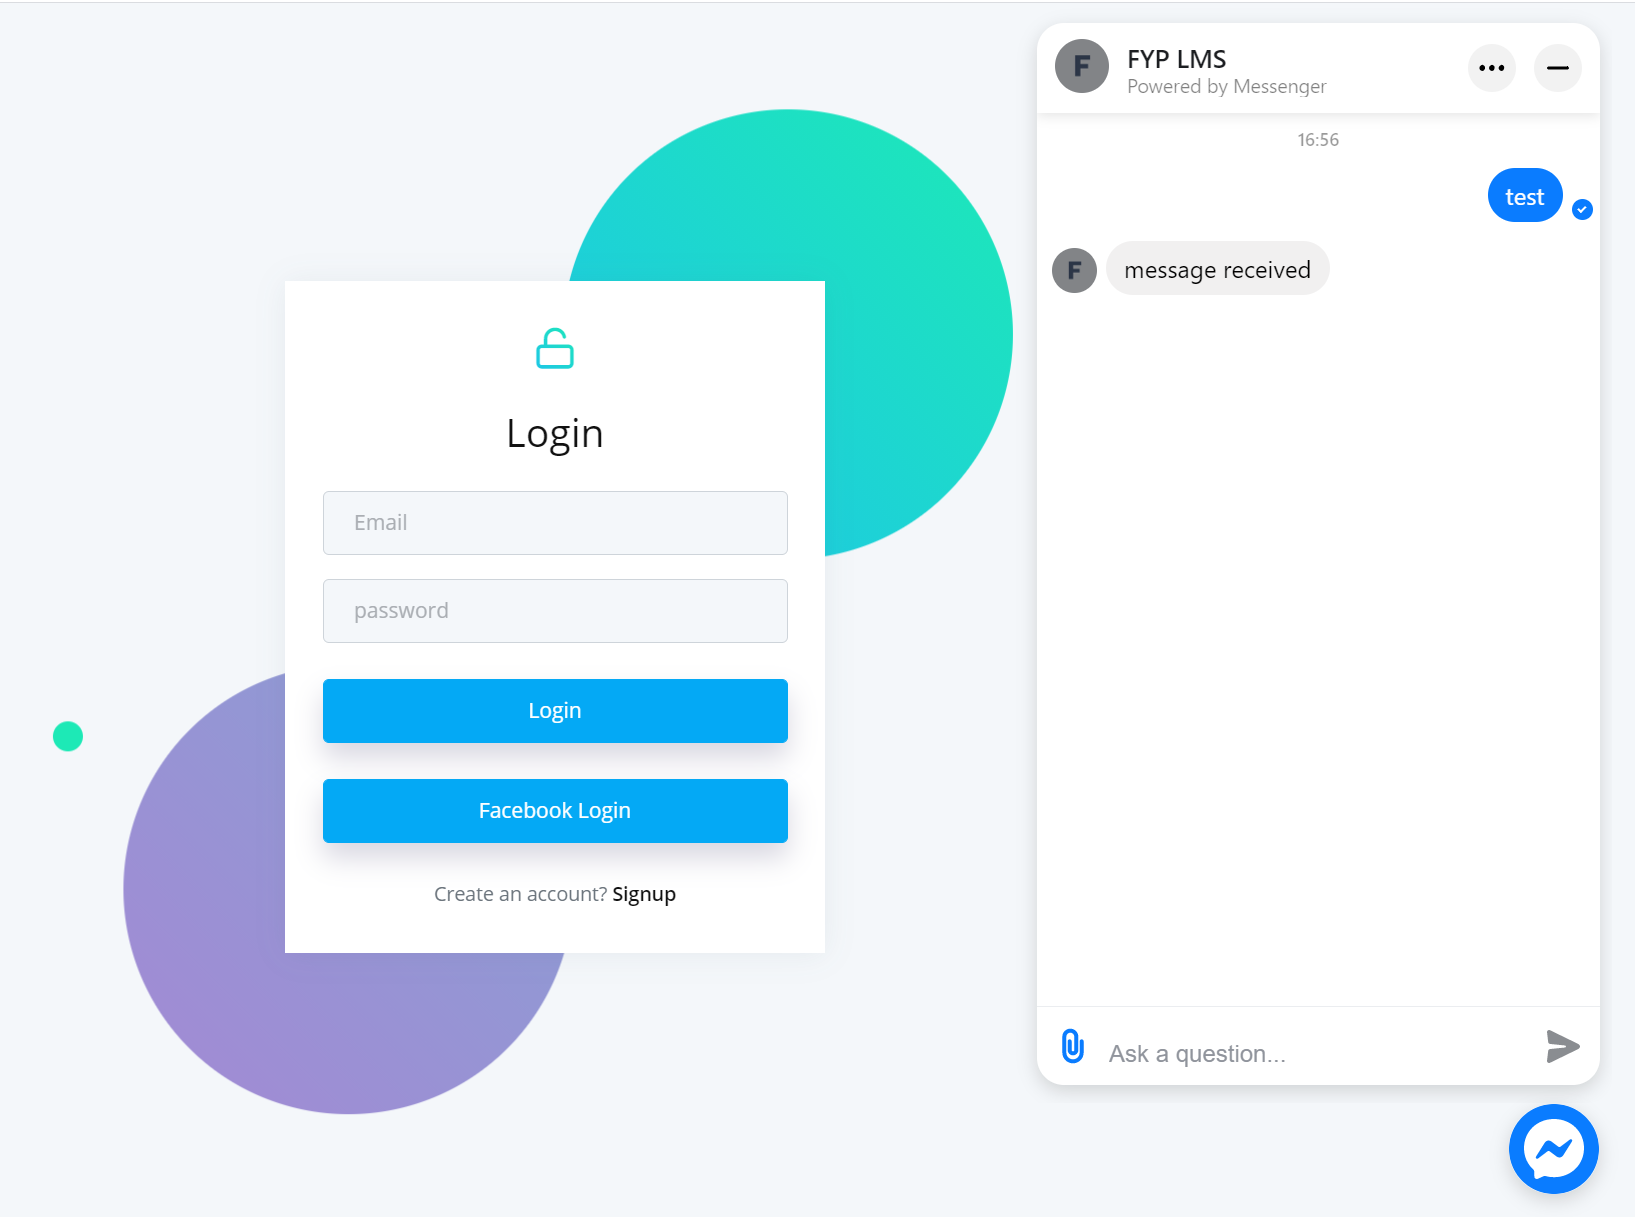 Login
Email
password
Login
Facebook Login
Create an account? Signup
F
FYP LMS
Powered by Messenger
16:56
test
F
message received
Ask a question...